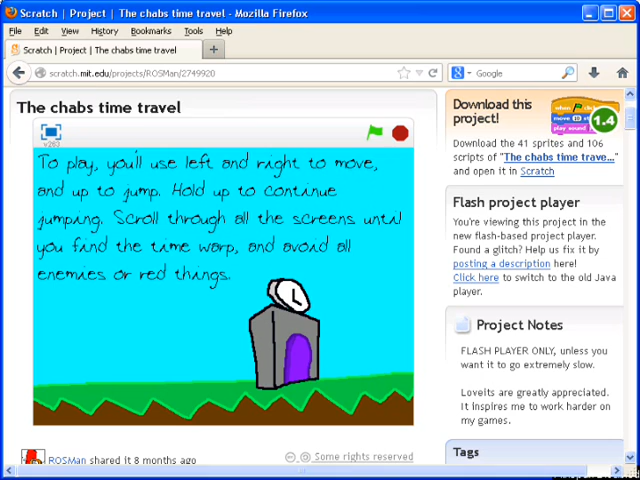 Scratch | Project | The chabs time travel - Mozilla Firefox
File Edit View History Bookmarks Tools Help
Scratch | Project | The chabs time travel
scratch.mit.edu/projects/ROSMan/2749920
Google
The chabs time travel
v263
To play, you'll use left and right to move,
and up to jump. Hold up to continue
jumping. Scroll through all the screens until
you find the time warp, and avoid all
enemies or red things.
ROSMan shared it 8 months ago
Some rights reserved
Download this
project!
1.4
Download the 41 sprites and 106
scripts of "The chabs time trave..."
and open it in Scratch
Flash project player
You're viewing this project in the
new flash-based project player.
Found a glitch? Help us fix it by
posting a description here!
Click here to switch to the old Java
player.
Project Notes
FLASH PLAYER ONLY, unless you
want it to go extremely slow.
Loveits are greatly appreciated.
It inspires me to work harder on
my games.
Tags